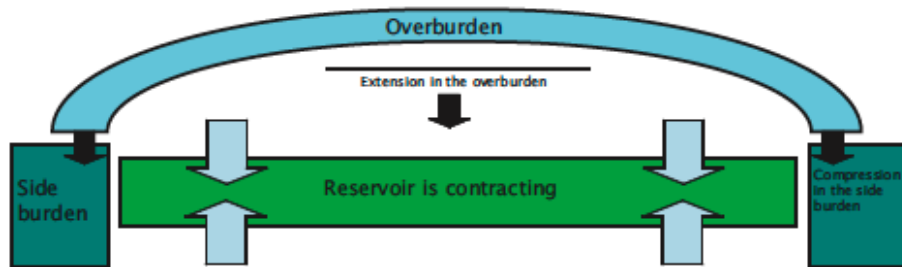 Overburden
Extension in the overburden
Side
burden
Reservoir is contracting
Compression
in the side
burden